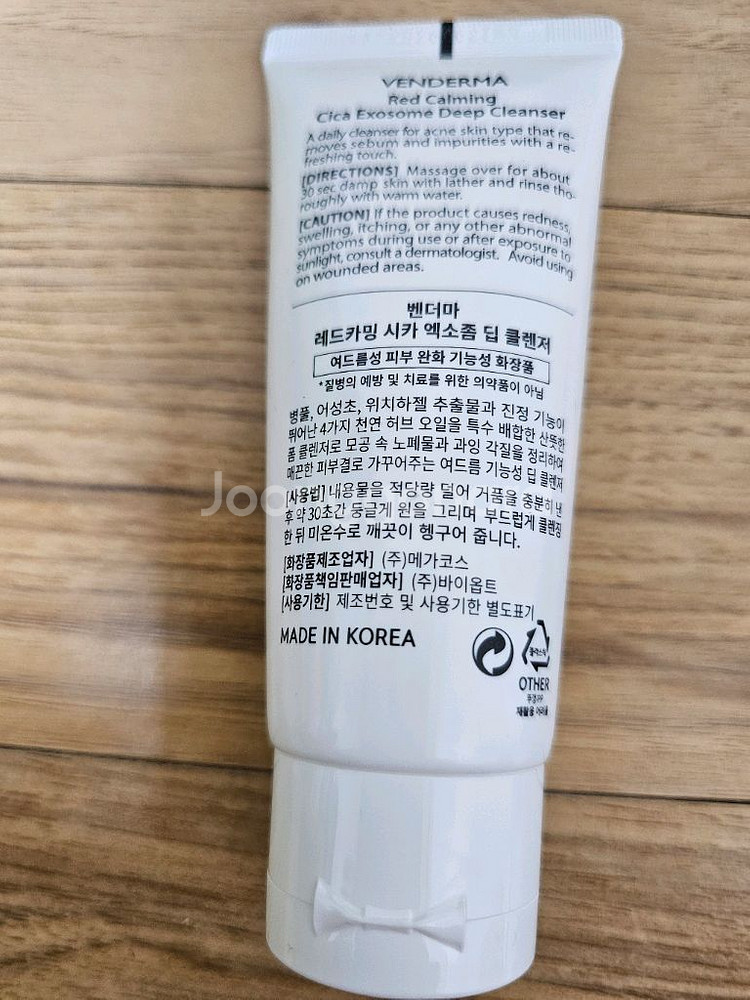 VENDERMA
Red Calming
Cica Exosome Deep Cleanser
A daily cleanser for acne skin type that re-
moves sebum and impurities with a re-
freshing touch.
[DIRECTIONS] Massage over for about
30 sec damp skin with lather and rinse tho-
roughly with warm water.
[CAUTION] If the product causes redness,
swelling, itching, or any other abnormal
symptoms during use or after exposure to
sunlight, consult a dermatologist. Avoid using
on wounded areas.
벤더마
레드카밍 시카 엑소좀 딥 클렌저
여드름성 피부 완화 기능성 화장품
*질병의 예방 및 치료를 위한 의약품이 아님
병풀, 어성초, 위치하젤 추출물과 진정 기능이
뛰어난 4가지 천연 허브 오일을 특수 배합한 산뜻한
폼 클렌저로 모공 속 노폐물과 과잉 각질을 정리하여
매끈한 피부결로 가꾸어주는 여드름 기능성 딥 클렌저
[사용법] 내용물을 적당량 덜어 거품을 충분히 낸
후 약 30초간 둥글게 원을 그리며 부드럽게 클렌징
한 뒤 미온수로 깨끗이 헹구어 줍니다.
[화장품제조업자] (주)메가코스
[화장품책임판매업자] (주)바이옵트
[사용기한] 제조번호 및 사용기한 별도표기
MADE IN KOREA
플라스틱
OTHER
뚜껑:PP
재활용 어려움